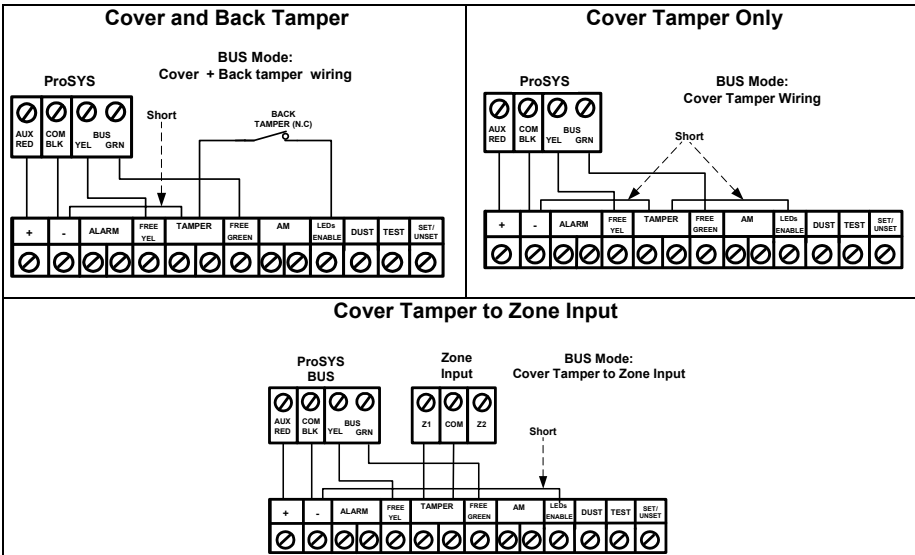 Cover and Back Tamper
BUS Mode:
Cover + Back tamper wiring
ProSYS
AUX RED
COM BLK
BUS
YEL GRN
Short
BACK
TAMPER (N.C)
+ - ALARM FREE YEL TAMPER FREE GREEN AM LEDs ENABLE DUST TEST SET/ UNSET
Cover Tamper Only
BUS Mode:
Cover Tamper Wiring
ProSYS
AUX RED
COM BLK
BUS
YEL GRN
Short
+ - ALARM FREE YEL TAMPER FREE GREEN AM LEDs ENABLE DUST TEST SET/ UNSET
Cover Tamper to Zone Input
ProSYS
BUS
Zone
Input
BUS Mode:
Cover Tamper to Zone Input
AUX RED
COM BLK
BUS
YEL GRN
Z1 COM Z2
Short
+ - ALARM FREE YEL TAMPER FREE GREEN AM LEDs ENABLE DUST TEST SET/ UNSET